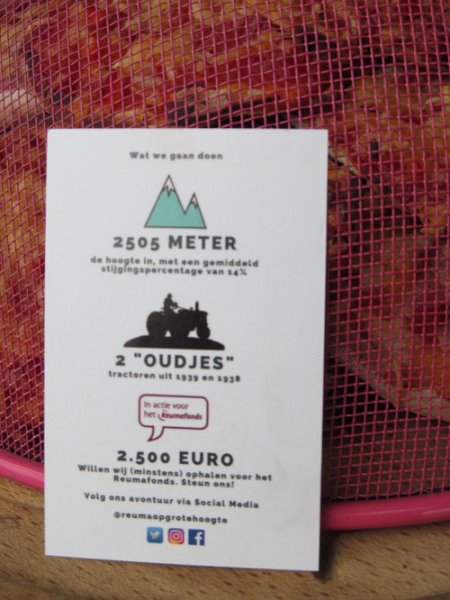 Wat we gaan doen
2505 METER
de hoogte in, met een gemiddeld
stijgingspercentage van 14%
2 "OUDJES"
tractoren uit 1939 en 1938
In actie voor
het Reumafonds
2.500 EURO
Willen wij (minstens) ophalen voor het
Reumafonds. Steun ons!
Volg ons avontuur via Social Media
@reumaopgrotehoogte